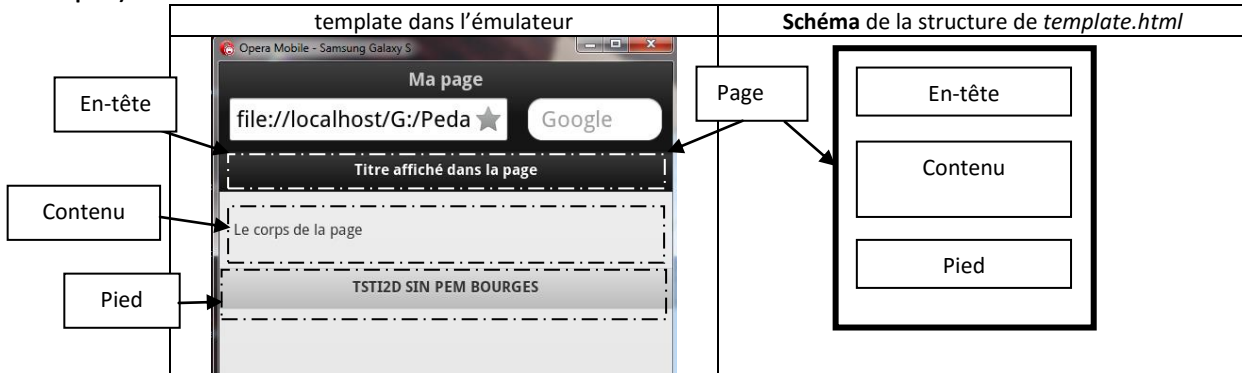 template dans l’émulateur
Schéma de la structure de template.html
Opera Mobile - Samsung Galaxy S
Ma page
file://localhost/G:/Peda
Google
Titre affiché dans la page
Le corps de la page
TSTI2D SIN PEM BOURGES
En-tête
Contenu
Pied
Page
En-tête
Contenu
Pied